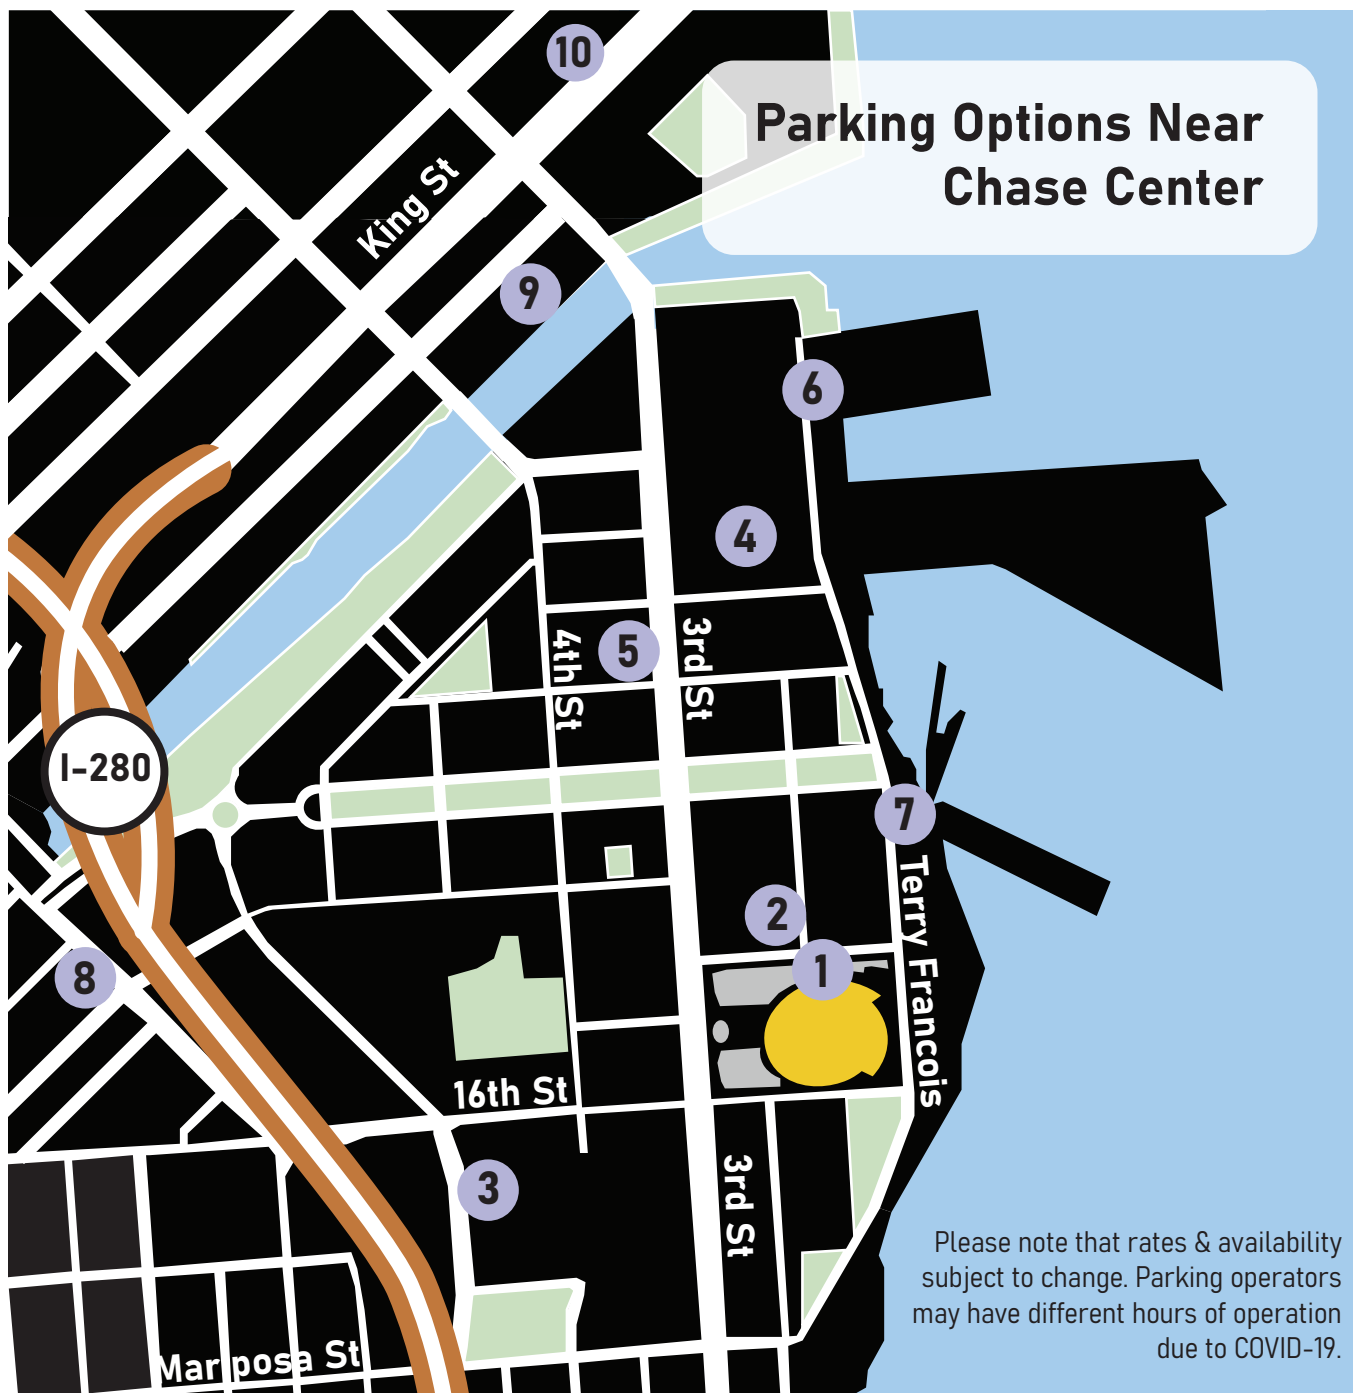 10
Parking Options Near
Chase Center
King St
9
6
4
5
4th St
3rd St
I-280
7
Terry Francois
2
1
8
16th St
3
3rd St
Mariposa St
Please note that rates & availability
subject to change. Parking operators
may have different hours of operation
due to COVID-19.